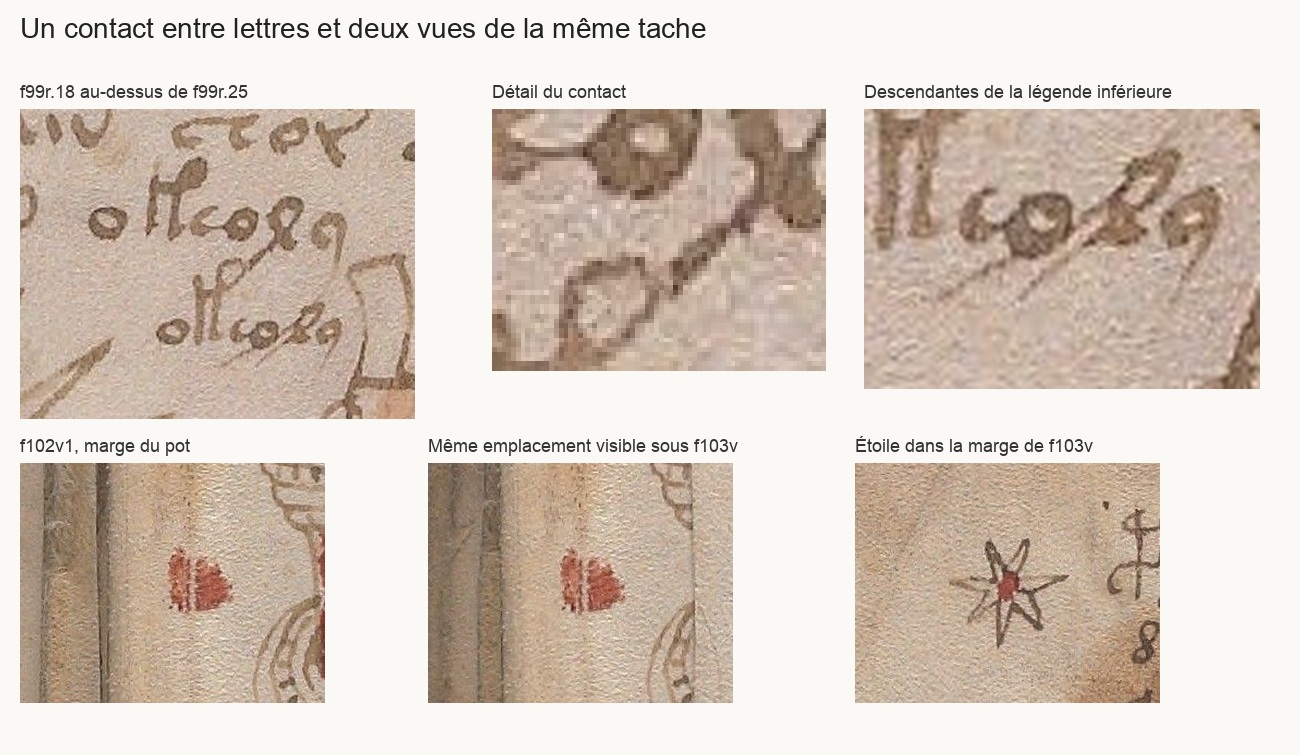 Un contact entre lettres et deux vues de la même tache
f99r.18 au-dessus de f99r.25
Détail du contact
Descendantes de la légende inférieure
f102v1, marge du pot
Même emplacement visible sous f103v
Étoile dans la marge de f103v